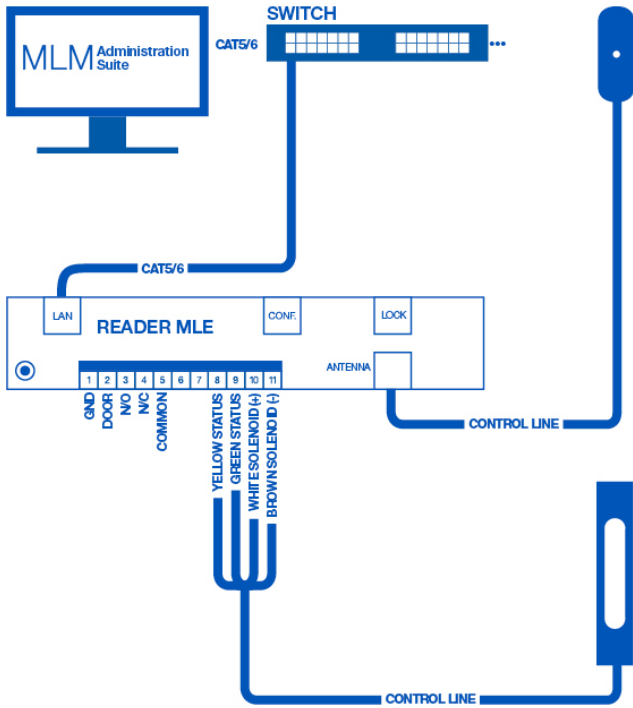 SWITCH
MLM Administration
Suite
CAT5/6
...
CAT5/6
LAN
READER MLE
CONF.
LOCK
ANTENNA
1 2 3 4 5 6 7 8 9 10 11
GND
DOOR
N/O
N/C
COMMON
YELLOW STATUS
GREEN STATUS
WHITE SOLENOID (+)
BROWN SOLENOID (-)
CONTROL LINE
CONTROL LINE